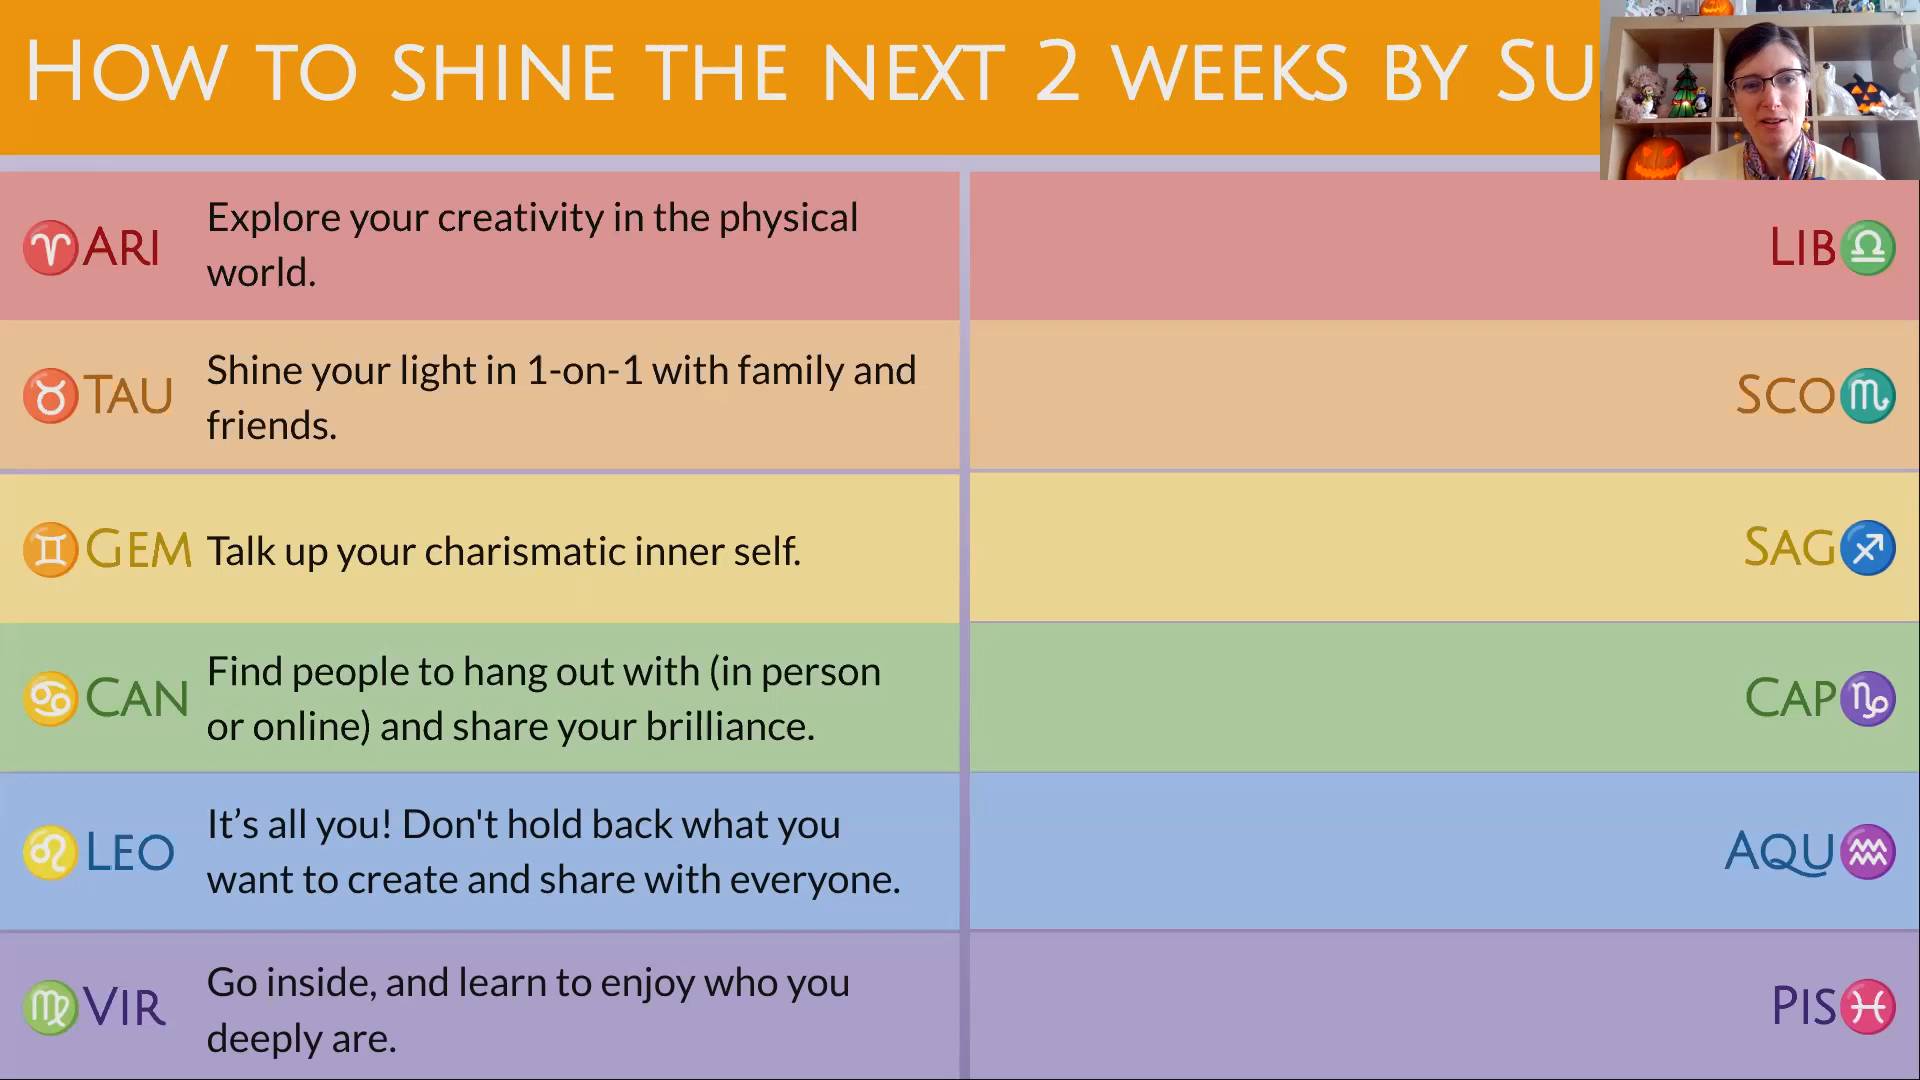 HOW TO SHINE THE NEXT 2 WEEKS BY SU
ARI
Explore your creativity in the physical
world.
LIB
TAU
Shine your light in 1-on-1 with family and
friends.
SCO
GEM
Talk up your charismatic inner self.
SAG
CAN
Find people to hang out with (in person
or online) and share your brilliance.
CAP
LEO
It’s all you! Don't hold back what you
want to create and share with everyone.
AQU
VIR
Go inside, and learn to enjoy who you
deeply are.
PIS